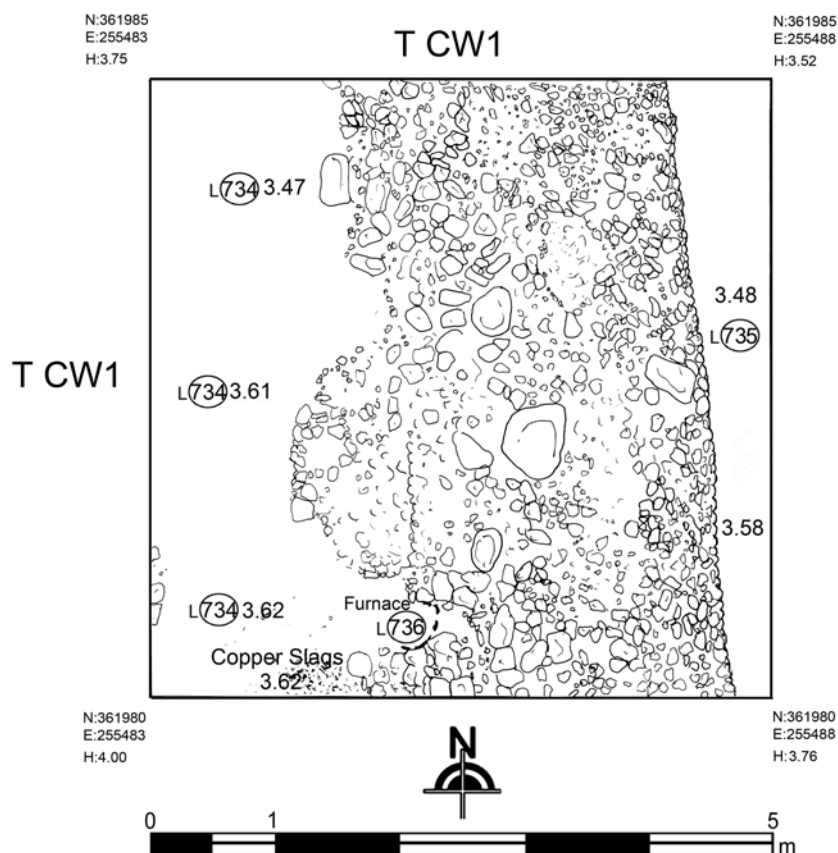 N:361985
E:255483
H:3.75
T CW1
N:361985
E:255488
H:3.52
L734 3.47
3.48
L735
T CW1
L734 3.61
3.58
L734 3.62
Furnace
L736
Copper Slags
3.62
N:361980
E:255483
H:4.00
N
N:361980
E:255488
H:3.76
0 1 5
m